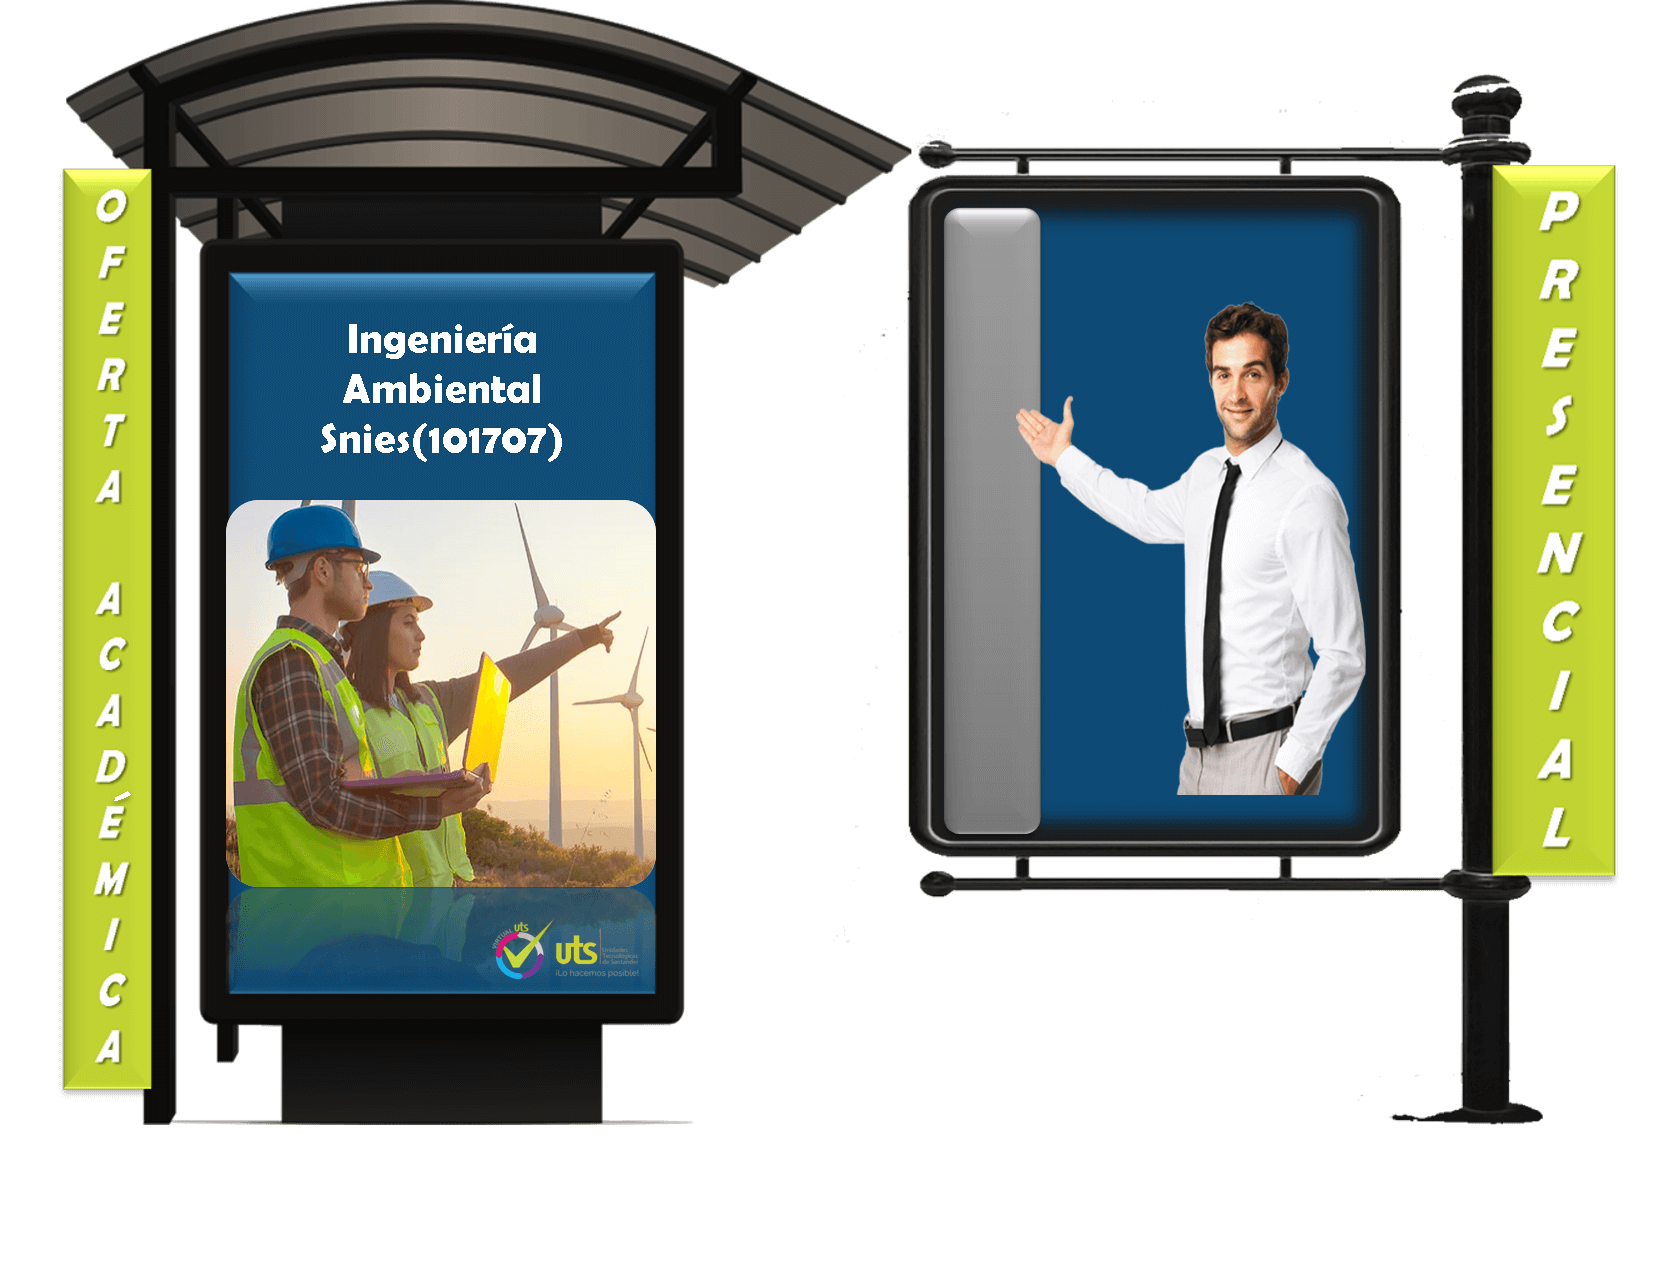 OFERTA ACADÉMICA
Ingeniería
Ambiental
Snies(101707)
VIRTUAL uts
uts
Unidades
Tecnológicas
de Santander
¡Lo hacemos posible!
PRESENCIAL